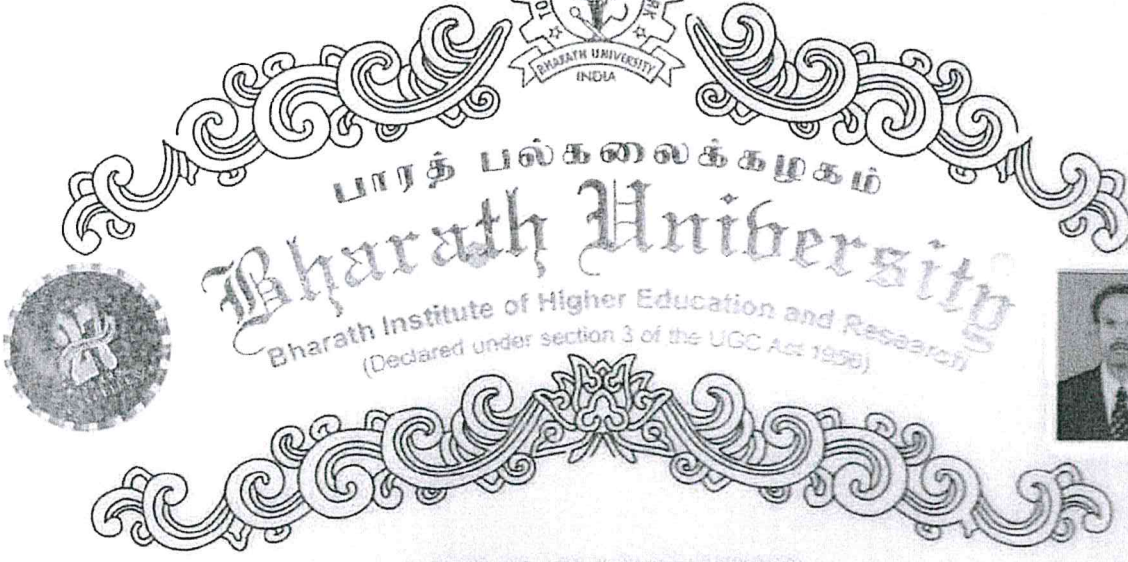 BHARATH UNIVERSITY
INDIA
பாரத் பல்கலைக்கழகம்
Bharath University
Bharath Institute of Higher Education and Research
(Declared under section 3 of the UGC Act 1956)